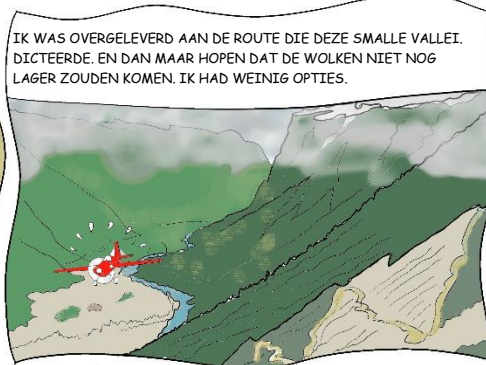 IK WAS OVERGELEVERD AAN DE ROUTE DIE DEZE SMALLE VALLEI.
DICTEERDE. EN DAN MAAR HOPEN DAT DE WOLKEN NIET NOG
LAGER ZOUDEN KOMEN. IK HAD WEINIG OPTIES.